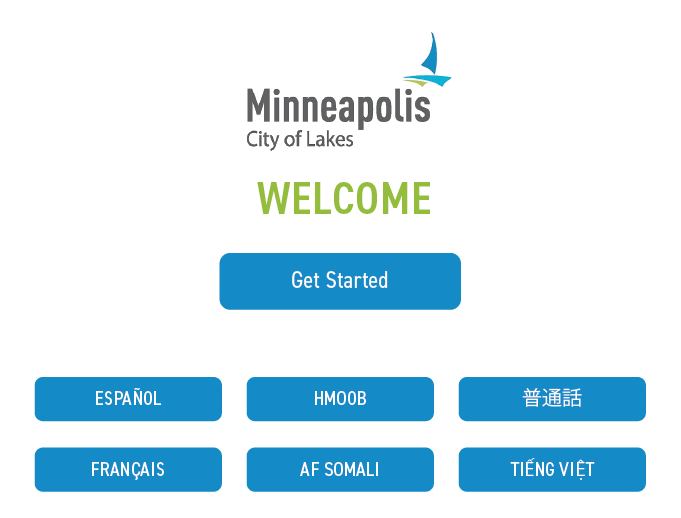 Minneapolis
City of Lakes
WELCOME
Get Started
ESPAÑOL
HMOOB
普通話
FRANÇAIS
AF SOMALI
TIẾNG VIỆT